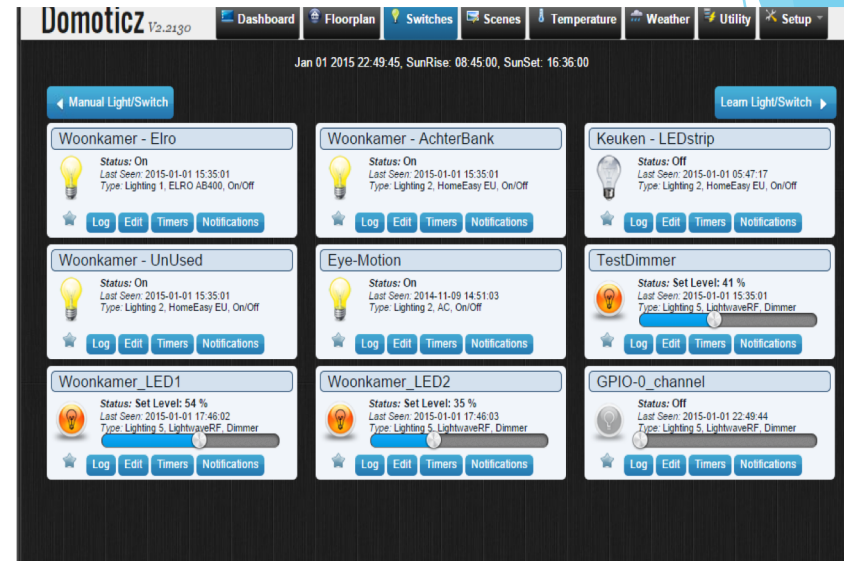 Domoticz V2.2130 Dashboard Floorplan Switches Scenes Temperature Weather Utility Setup
Jan 01 2015 22:49:45, SunRise: 08:45:00, SunSet: 16:36:00
Manual Light/Switch
Learn Light/Switch
Woonkamer - Elro
Status: On
Last Seen: 2015-01-01 15:35:01
Type: Lighting 1, ELRO AB400, On/Off
Log Edit Timers Notifications
Woonkamer - AchterBank
Status: On
Last Seen: 2015-01-01 15:35:01
Type: Lighting 2, HomeEasy EU, On/Off
Log Edit Timers Notifications
Keuken - LEDstrip
Status: Off
Last Seen: 2015-01-01 05:47:17
Type: Lighting 2, HomeEasy EU, On/Off
Log Edit Timers Notifications
Woonkamer - UnUsed
Status: On
Last Seen: 2015-01-01 15:35:01
Type: Lighting 2, HomeEasy EU, On/Off
Log Edit Timers Notifications
Eye-Motion
Status: On
Last Seen: 2014-11-09 14:51:03
Type: Lighting 2, AC, On/Off
Log Edit Timers Notifications
TestDimmer
Status: Set Level: 41 %
Last Seen: 2015-01-01 15:35:01
Type: Lighting 5, LightwaveRF, Dimmer
Log Edit Timers Notifications
Woonkamer_LED1
Status: Set Level: 54 %
Last Seen: 2015-01-01 17:46:02
Type: Lighting 5, LightwaveRF, Dimmer
Log Edit Timers Notifications
Woonkamer_LED2
Status: Set Level: 35 %
Last Seen: 2015-01-01 17:46:03
Type: Lighting 5, LightwaveRF, Dimmer
Log Edit Timers Notifications
GPIO-0_channel
Status: Off
Last Seen: 2015-01-01 22:49:44
Type: Lighting 5, LightwaveRF, Dimmer
Log Edit Timers Notifications